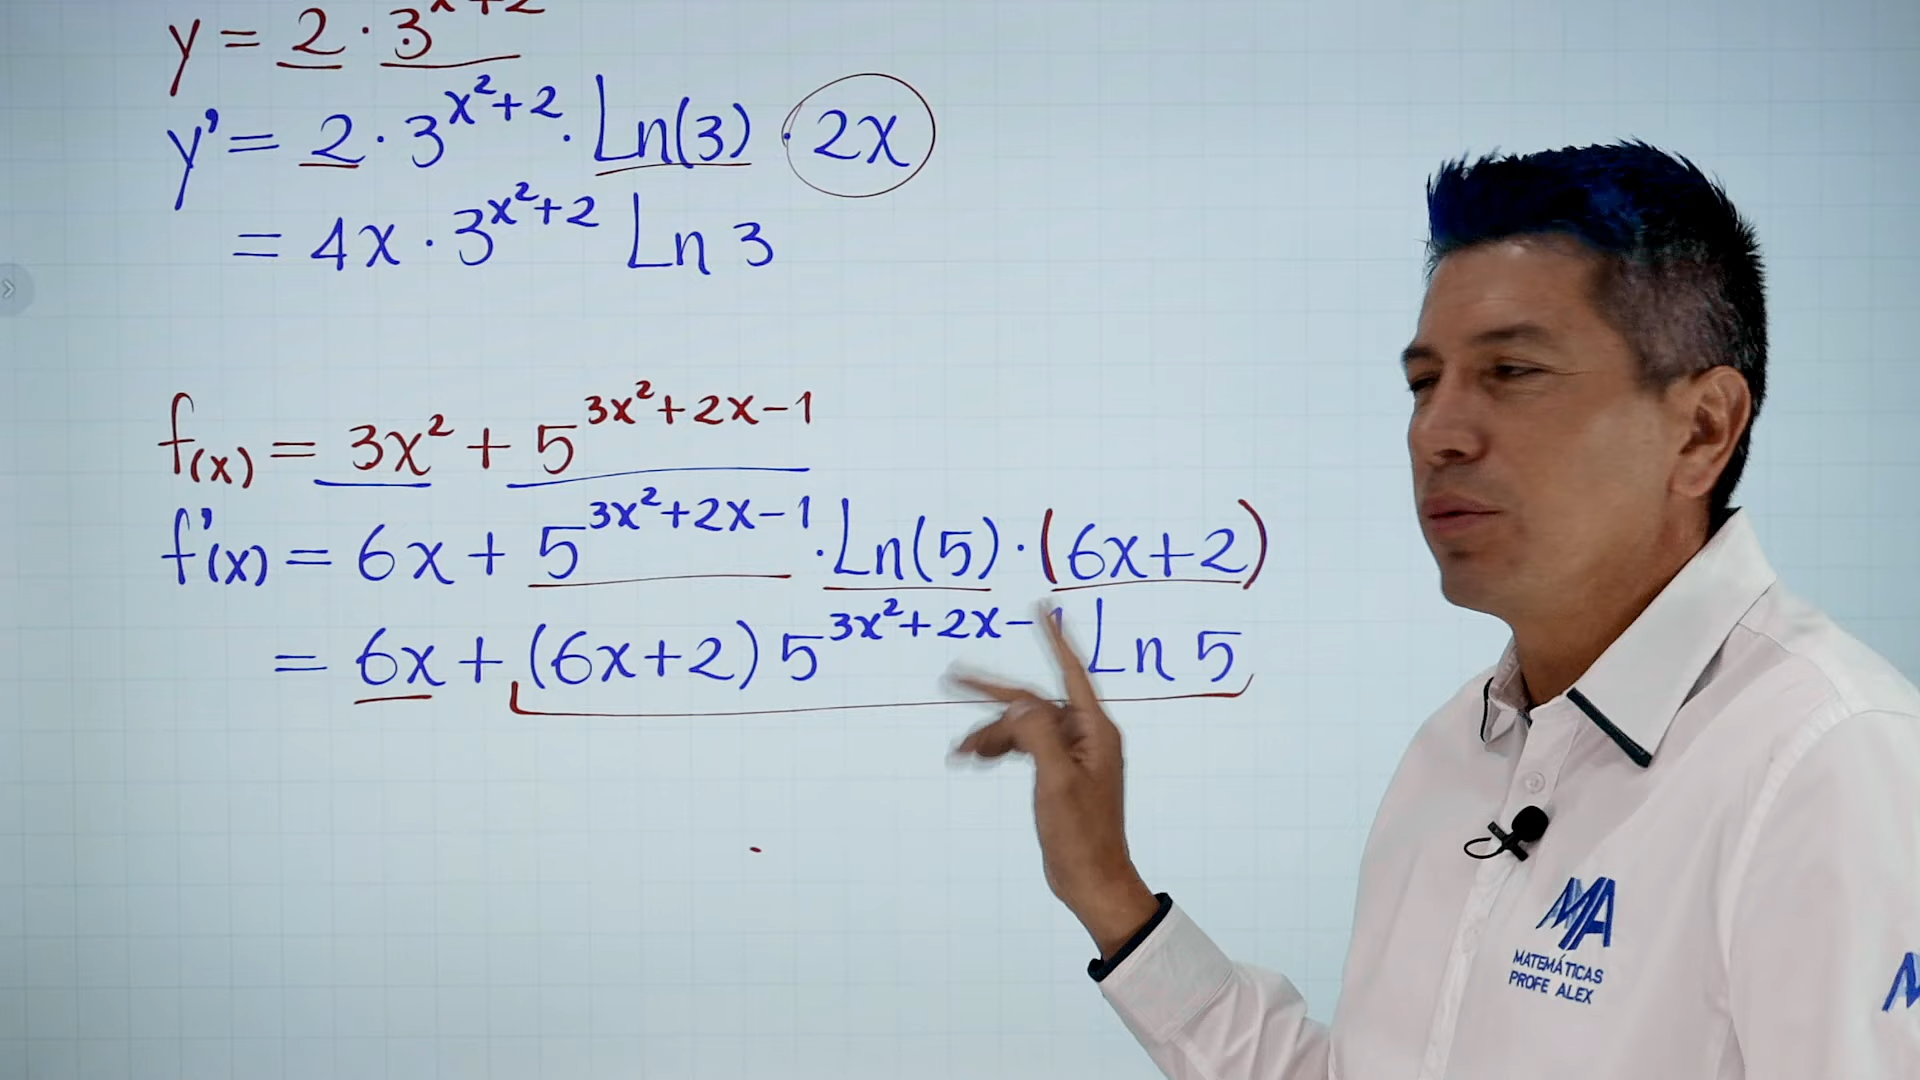 y = 2 · 3^x+2
y' = 2 · 3^x²+2 · Ln(3) · 2x
= 4x · 3^x²+2 Ln 3
f(x) = 3x² + 5^3x²+2x-1
f'(x) = 6x + 5^3x²+2x-1 · Ln(5) · (6x+2)
= 6x + (6x+2) 5^3x²+2x-1 Ln 5
MA
MATEMÁTICAS
PROFE ALEX